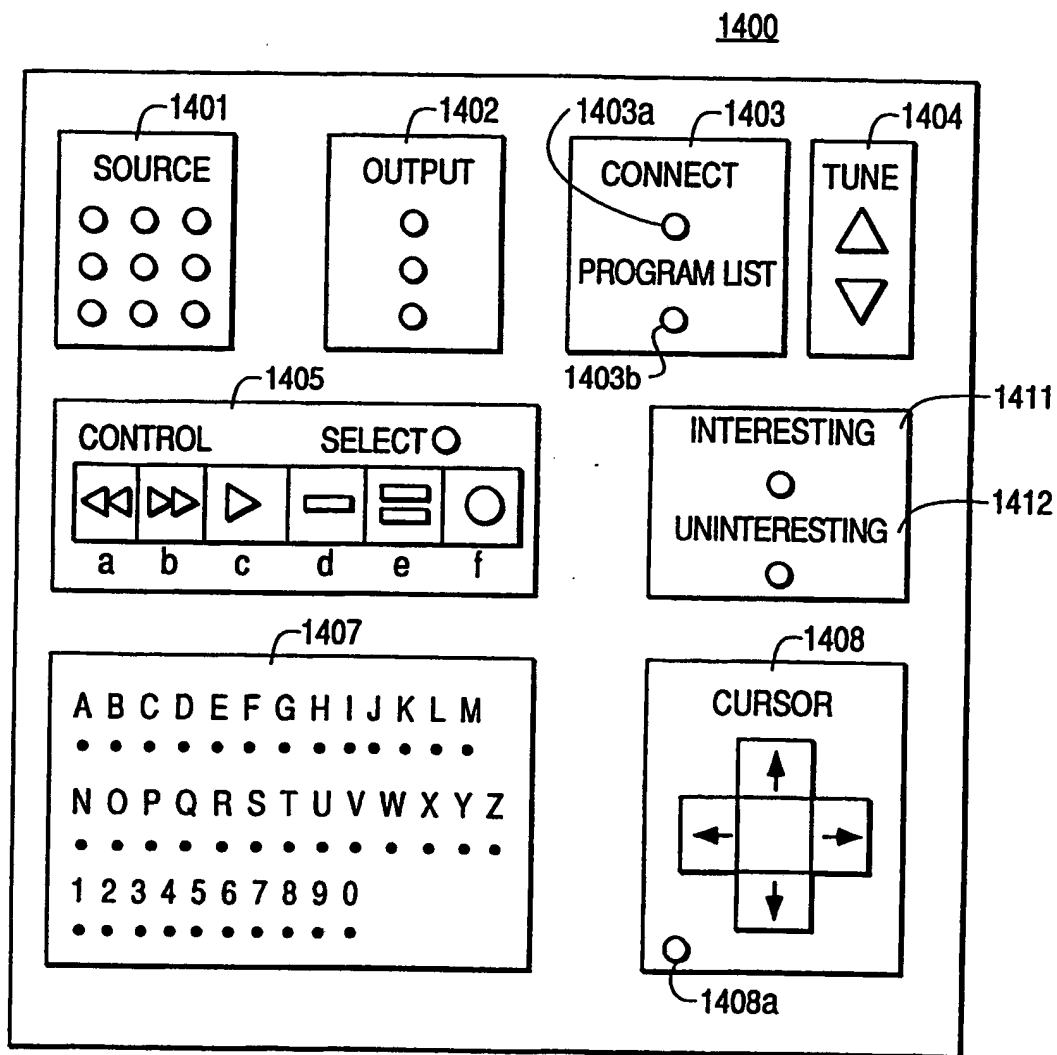 1400
1401
1402
1403a
1403
1404
SOURCE
OUTPUT
CONNECT
TUNE
PROGRAM LIST
1403b
1405
1411
CONTROL
SELECT
INTERESTING
1412
UNINTERESTING
a b c d e f
1407
1408
A B C D E F G H I J K L M
CURSOR
N O P Q R S T U V W X Y Z
1 2 3 4 5 6 7 8 9 0
1408a